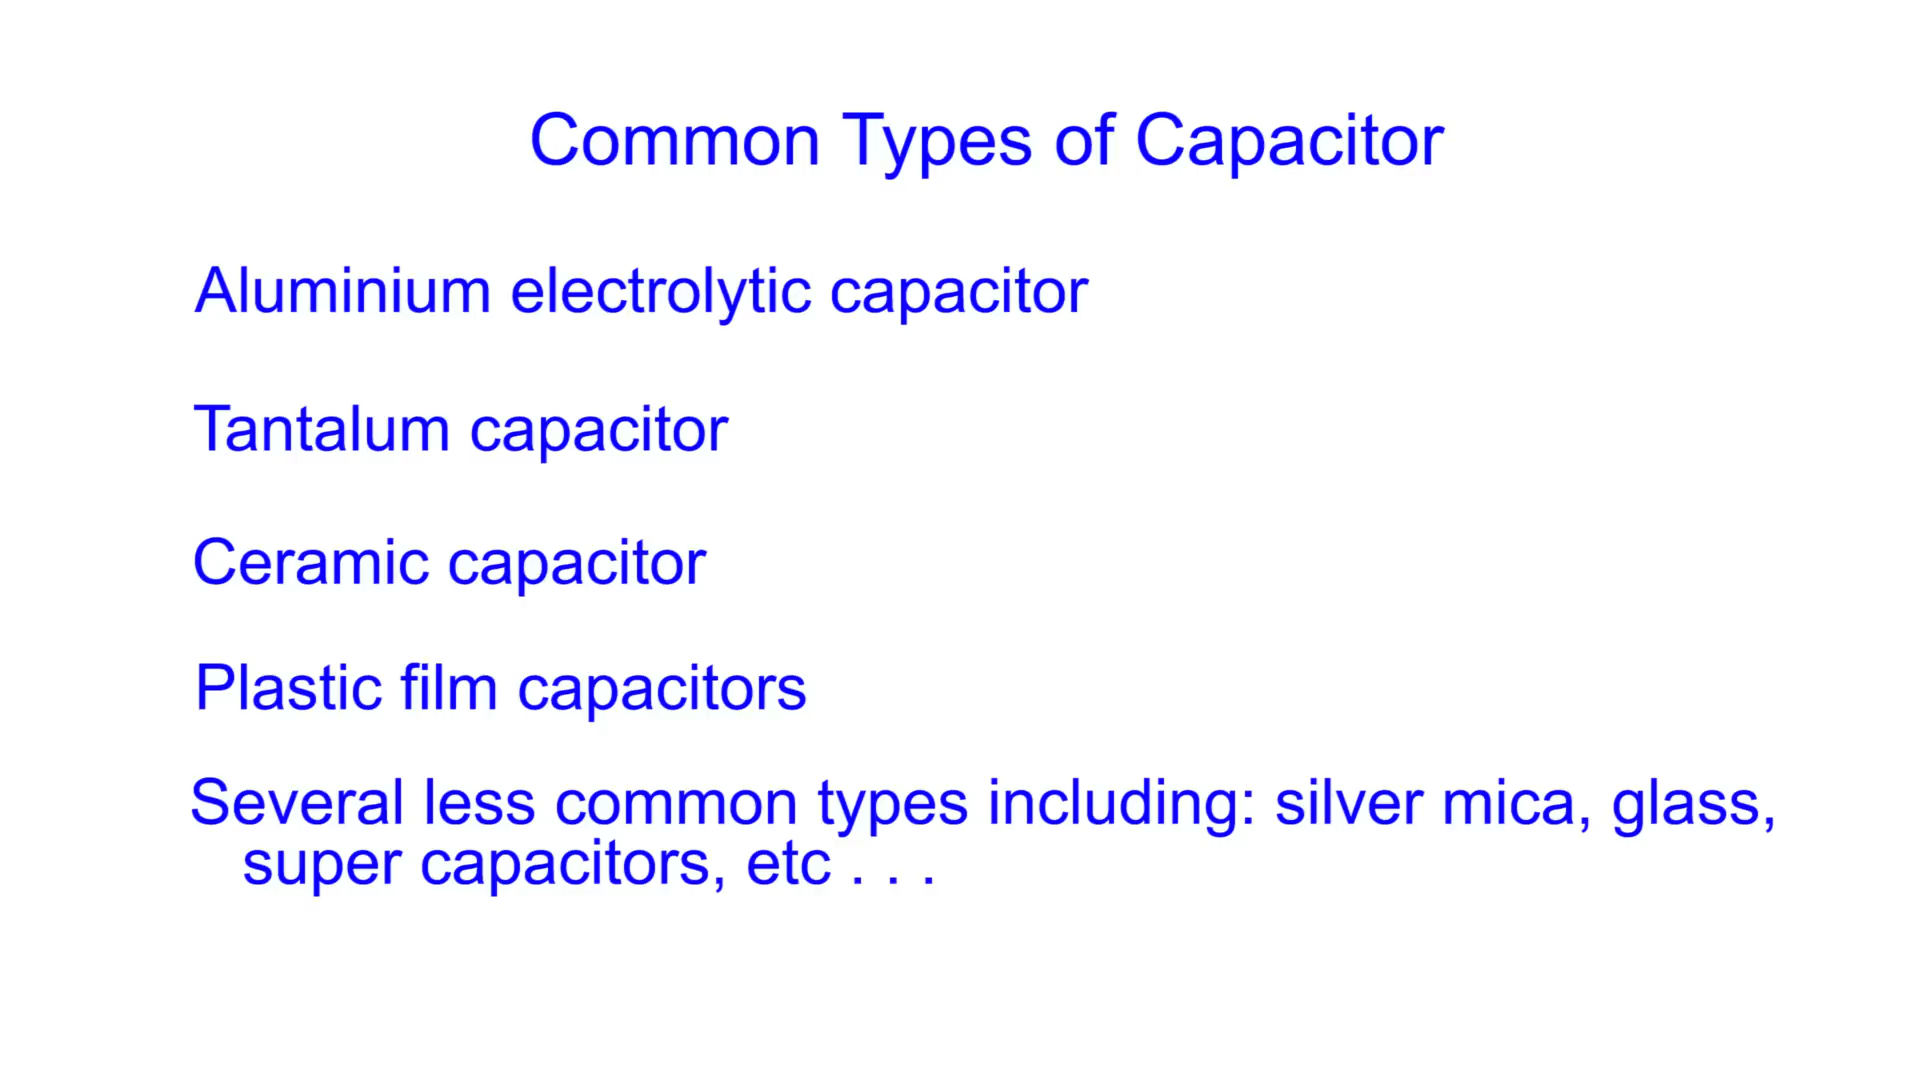 Common Types of Capacitor
Aluminium electrolytic capacitor
Tantalum capacitor
Ceramic capacitor
Plastic film capacitors
Several less common types including: silver mica, glass,
super capacitors, etc . . .